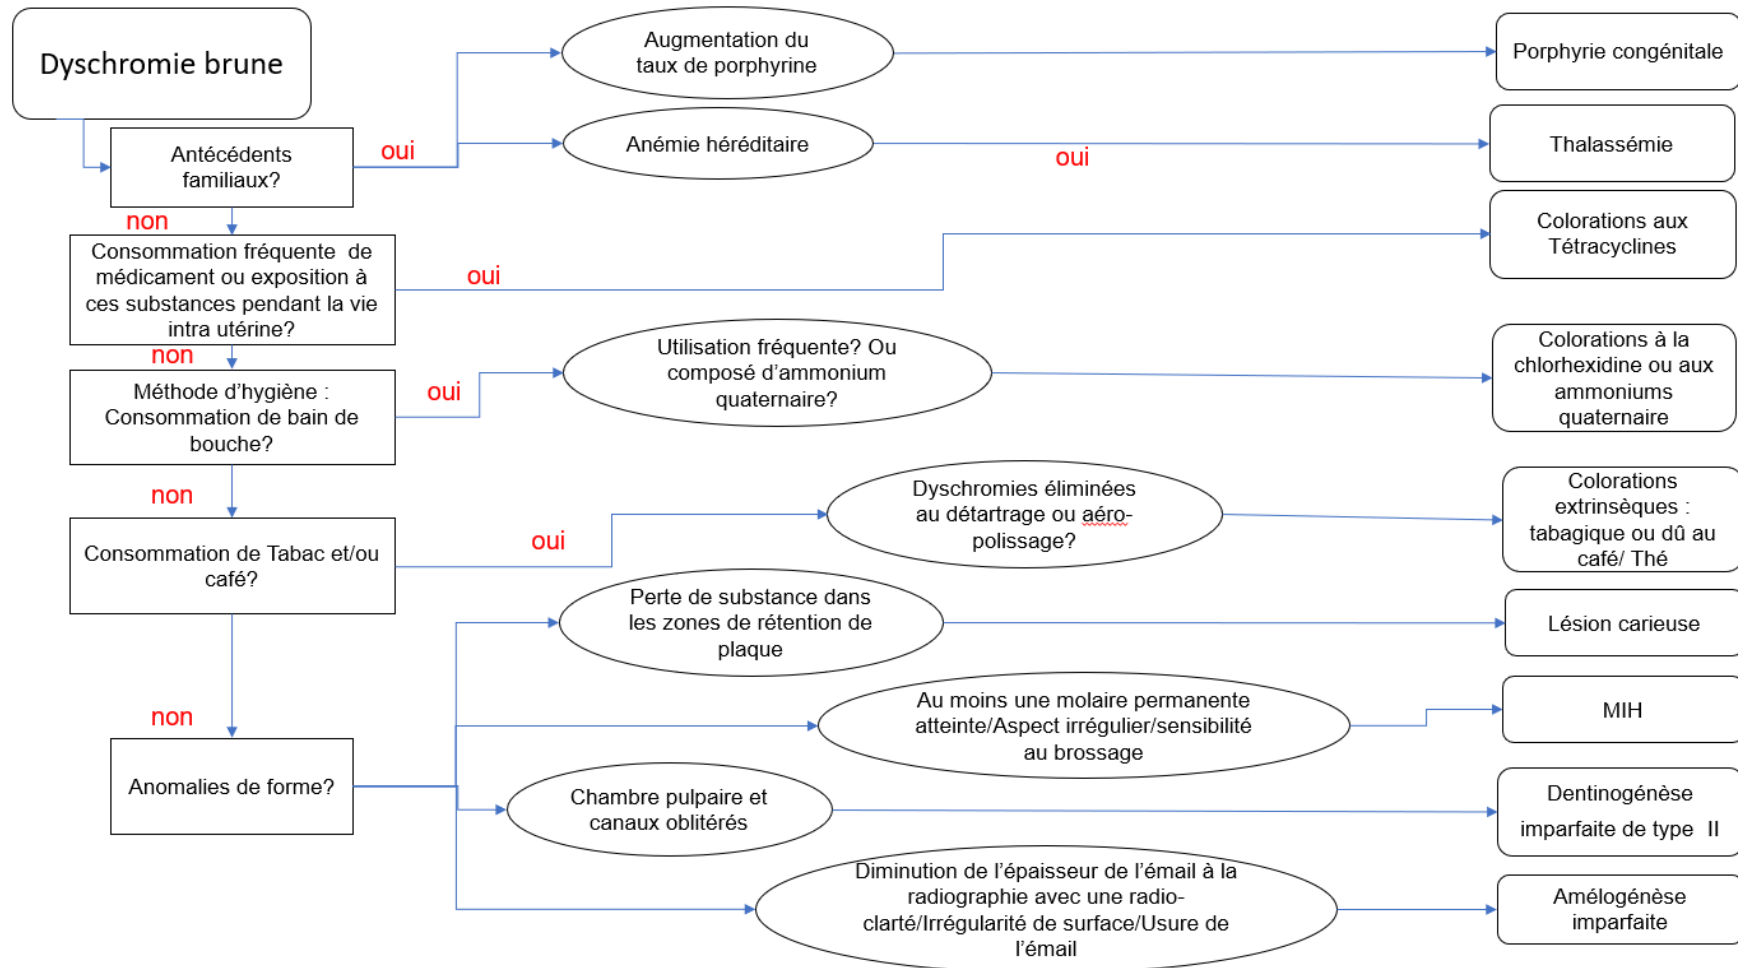 Dyschromie brune
Augmentation du
taux de porphyrine
Porphyrie congénitale
Antécédents
familiaux?
oui
Anémie héréditaire
oui
Thalassémie
non
Consommation fréquente de
médicament ou exposition à
ces substances pendant la vie
intra utérine?
oui
Colorations aux
Tétracyclines
non
Méthode d'hygiène :
Consommation de bain de
bouche?
oui
Utilisation fréquente? Ou
composé d'ammonium
quaternaire?
Colorations à la
chlorhexidine ou aux
ammoniums
quaternaire
non
Consommation de Tabac et/ou
café?
oui
Dyschromies éliminées
au détartrage ou aéro-
polissage?
Colorations
extrinsèques :
tabagique ou dû au
café/ Thé
non
Anomalies de forme?
Perte de substance dans
les zones de rétention de
plaque
Lésion carieuse
Au moins une molaire permanente
atteinte/Aspect irrégulier/sensibilité
au brossage
MIH
Chambre pulpaire et
canaux oblitérés
Dentinogénèse
imparfaite de type II
Diminution de l'épaisseur de l'émail à la
radiographie avec une radio-
clarté/Irrégularité de surface/Usure de
l'émail
Amélogénèse
imparfaite